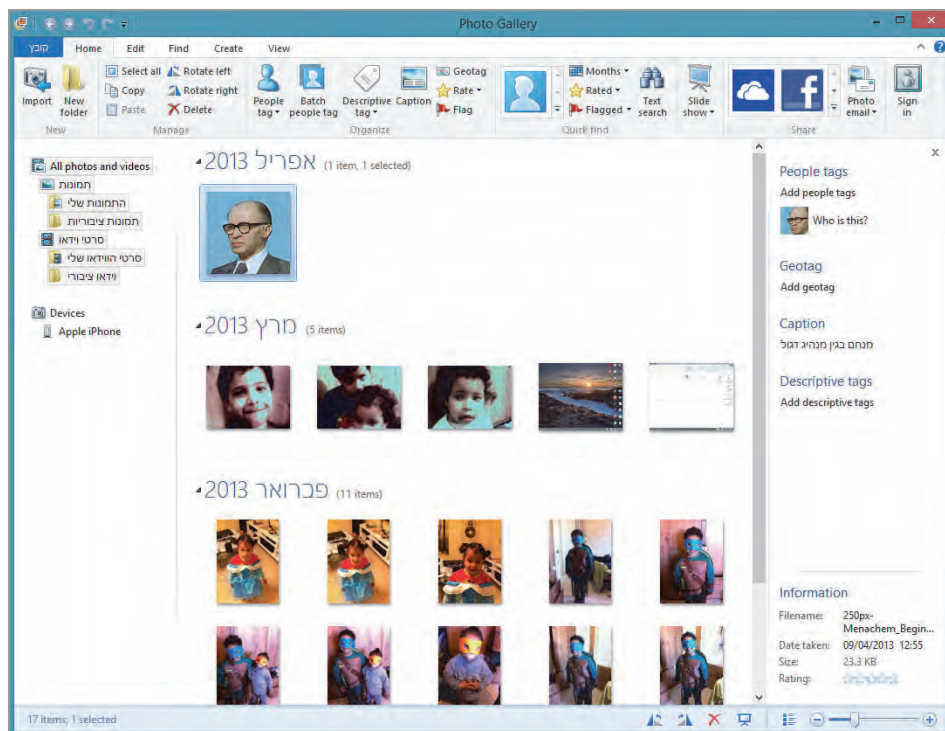 Photo Gallery
קובץ Home Edit Find Create View
Import
New folder
New
Select all
Copy
Paste
Rotate left
Rotate right
Delete
Manage
People tag
Batch people tag
Descriptive tag
Caption
Geotag
Rate
Flag
Organize
Months
Rated
Flagged
Text search
Quick find
Slide show
Photo email
Share
Sign in
All photos and videos
תמונות
התמונות שלי
תמונות ציבוריות
סרטי וידאו
סרטי הווידאו שלי
וידאו ציבורי
Devices
Apple iPhone
אפריל 2013 (1 item, 1 selected)
מרץ 2013 (5 items)
פברואר 2013 (11 items)
People tags
Add people tags
Who is this?
Geotag
Add geotag
Caption
מנחם בגין מנהיג דגול
Descriptive tags
Add descriptive tags
Information
Filename: 250px-
Menachem_Begin...
Date taken: 09/04/2013 12:55
Size: 23.3 KB
Rating:
17 items, 1 selected